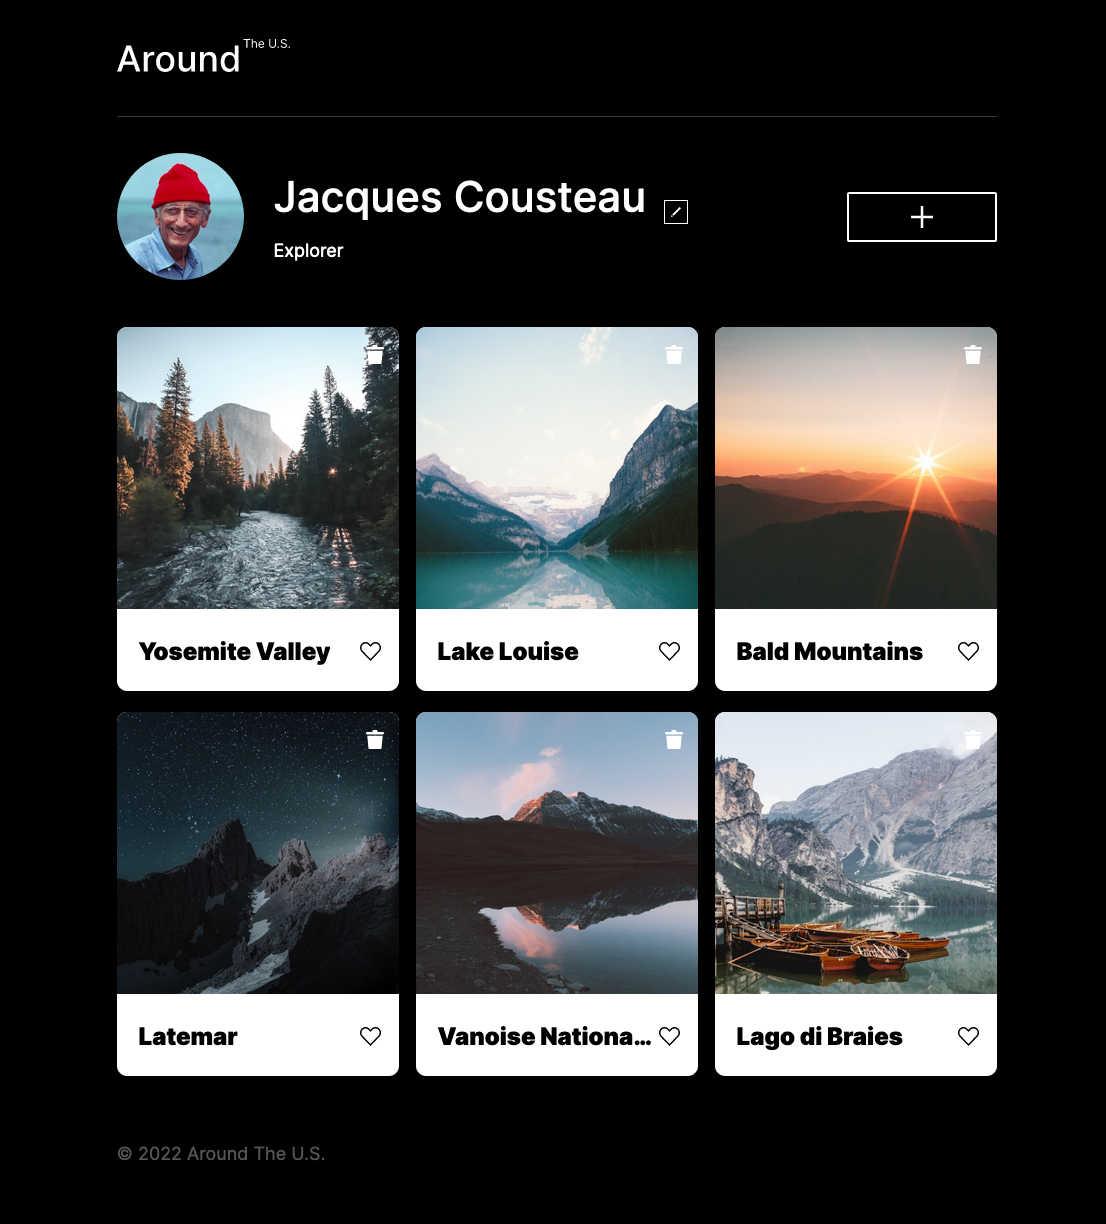 Around The U.S.
Jacques Cousteau
Explorer
Yosemite Valley
Lake Louise
Bald Mountains
Latemar
Vanoise Nationa...
Lago di Braies
© 2022 Around The U.S.